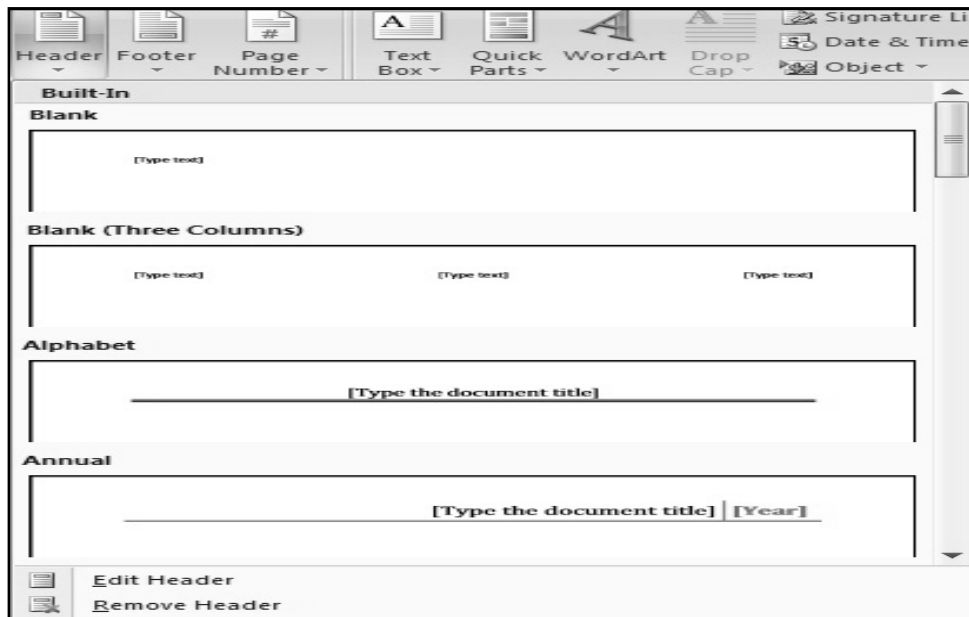 Header Footer Page Number Text Box Quick Parts WordArt Drop Cap
Signature Li
Date & Time
Object
Built-In
Blank
[Type text]
Blank (Three Columns)
[Type text] [Type text] [Type text]
Alphabet
[Type the document title]
Annual
[Type the document title] [Year]
Edit Header
Remove Header